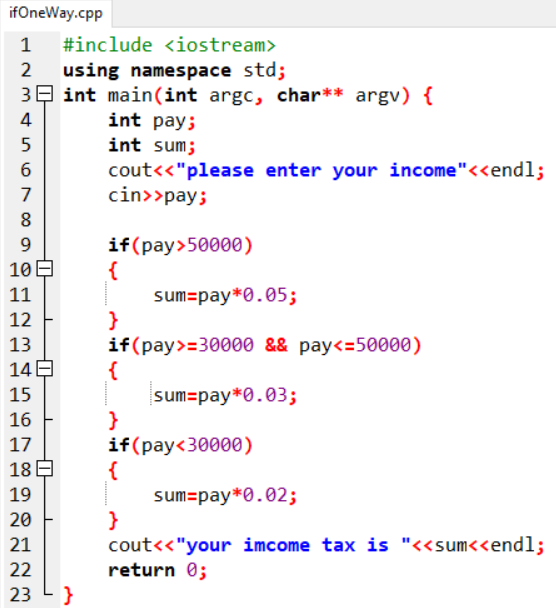 ifOneWay.cpp
1 #include <iostream>
2 using namespace std;
3 int main(int argc, char** argv) {
4 int pay;
5 int sum;
6 cout<<"please enter your income"<<endl;
7 cin>>pay;
8
9 if(pay>50000)
10 {
11 sum=pay*0.05;
12 }
13 if(pay>=30000 && pay<=50000)
14 {
15 sum=pay*0.03;
16 }
17 if(pay<30000)
18 {
19 sum=pay*0.02;
20 }
21 cout<<"your imcome tax is "<<sum<<endl;
22 return 0;
23 }